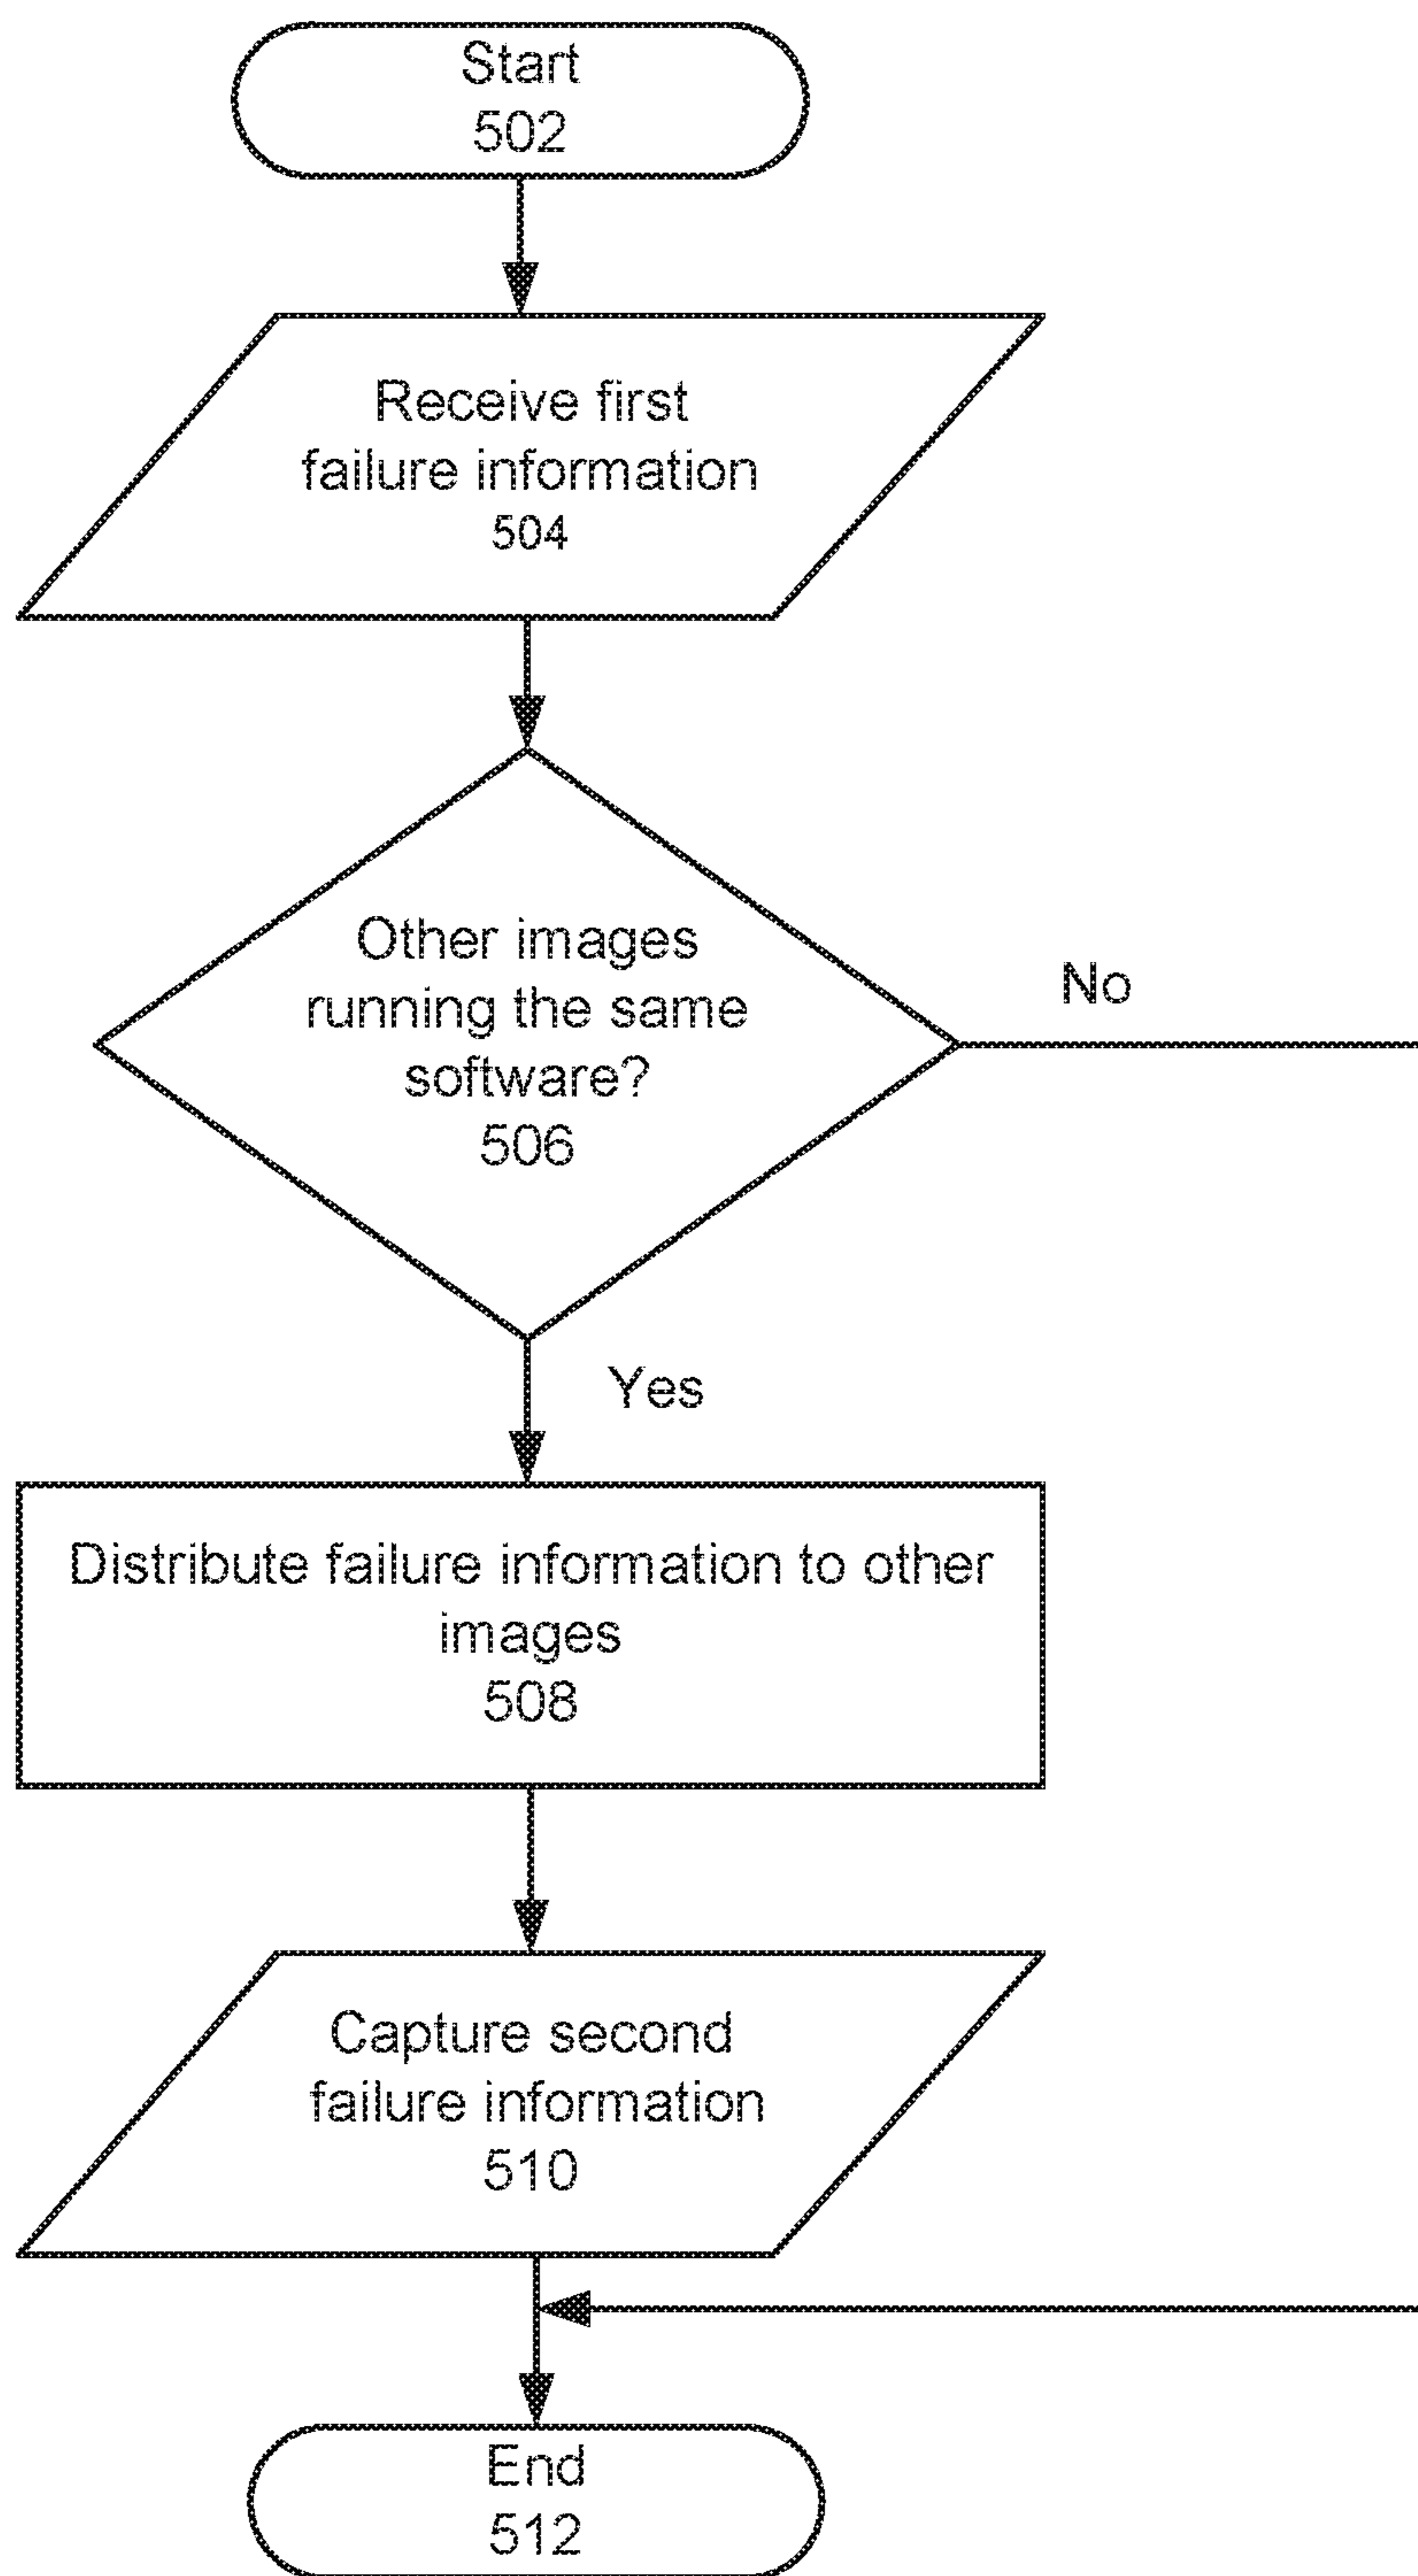 Start
502
Receive first
failure information
504
Other images
running the same
software?
506
No
Yes
Distribute failure information to other
images
508
Capture second
failure information
510
End
512